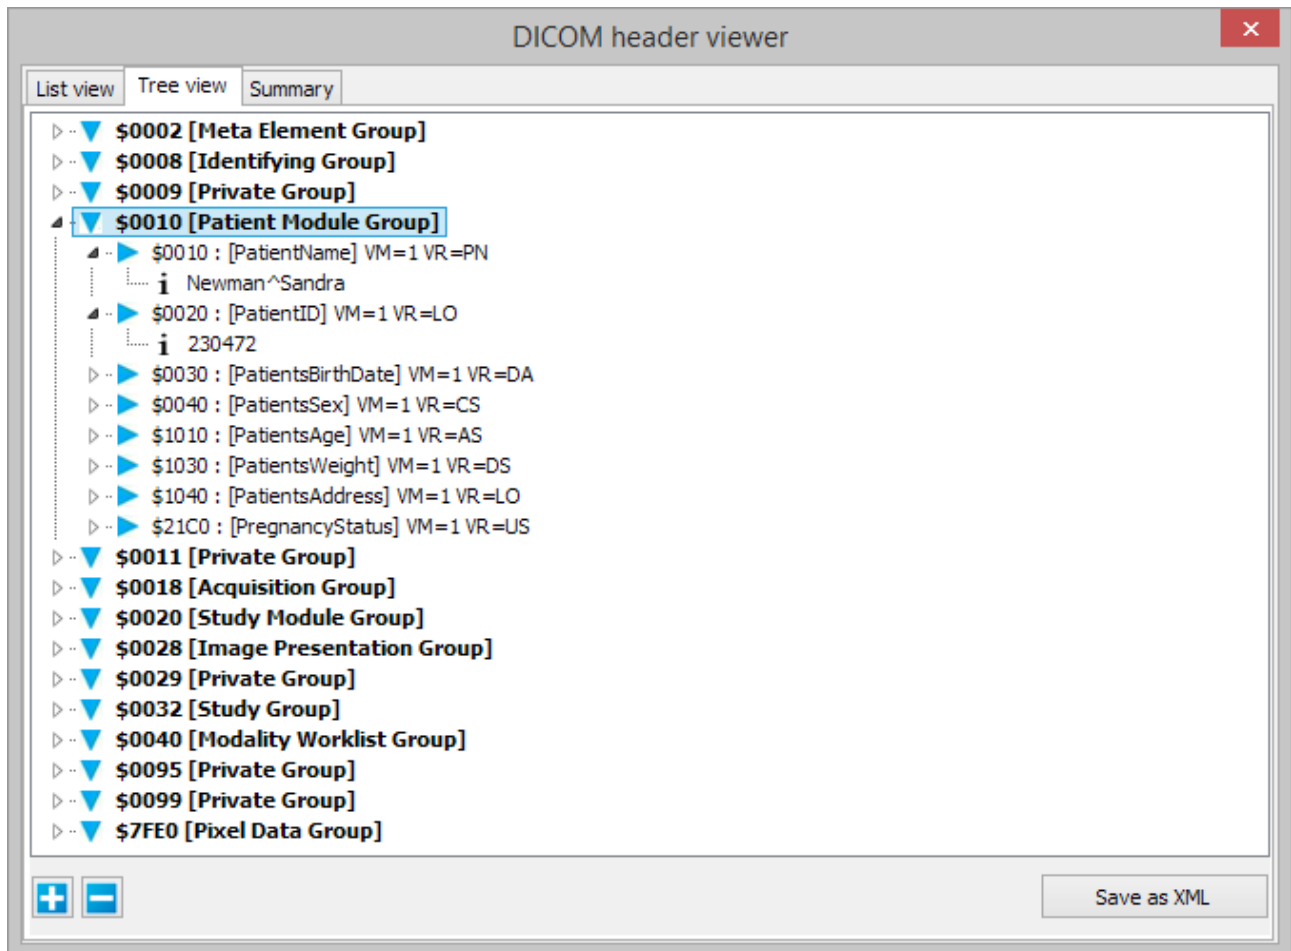 DICOM header viewer
List view Tree view Summary
$0002 [Meta Element Group]
$0008 [Identifying Group]
$0009 [Private Group]
$0010 [Patient Module Group]
$0010 : [PatientName] VM=1 VR=PN
i Newman^Sandra
$0020 : [PatientID] VM=1 VR=LO
i 230472
$0030 : [PatientsBirthDate] VM=1 VR=DA
$0040 : [PatientsSex] VM=1 VR=CS
$1010 : [PatientsAge] VM=1 VR=AS
$1030 : [PatientsWeight] VM=1 VR=DS
$1040 : [PatientsAddress] VM=1 VR=LO
$21C0 : [PregnancyStatus] VM=1 VR=US
$0011 [Private Group]
$0018 [Acquisition Group]
$0020 [Study Module Group]
$0028 [Image Presentation Group]
$0029 [Private Group]
$0032 [Study Group]
$0040 [Modality Worklist Group]
$0095 [Private Group]
$0099 [Private Group]
$7FE0 [Pixel Data Group]
Save as XML